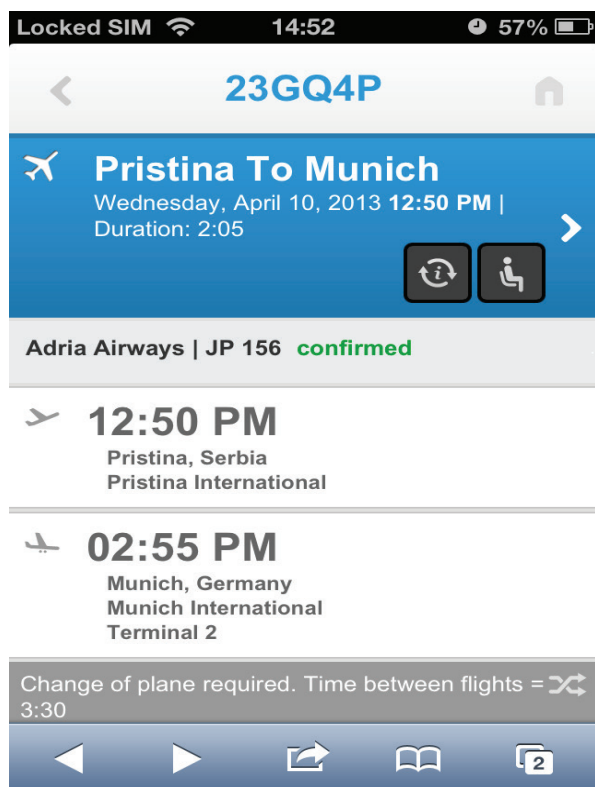 Locked SIM 14:52 57%
23GQ4P
Pristina To Munich
Wednesday, April 10, 2013 12:50 PM |
Duration: 2:05
i
Adria Airways | JP 156 confirmed
12:50 PM
Pristina, Serbia
Pristina International
02:55 PM
Munich, Germany
Munich International
Terminal 2
Change of plane required. Time between flights =
3:30
2